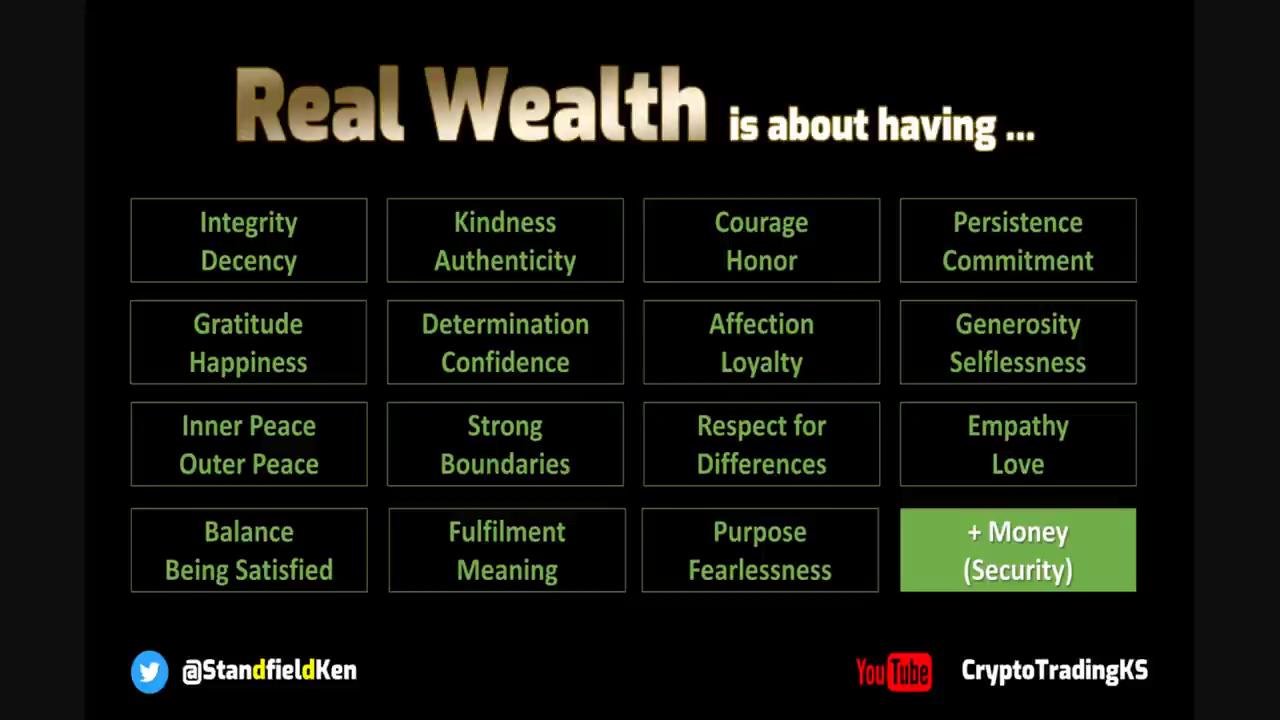 Real Wealth is about having ...
Integrity
Decency
Kindness
Authenticity
Courage
Honor
Persistence
Commitment
Gratitude
Happiness
Determination
Confidence
Affection
Loyalty
Generosity
Selflessness
Inner Peace
Outer Peace
Strong
Boundaries
Respect for
Differences
Empathy
Love
Balance
Being Satisfied
Fulfilment
Meaning
Purpose
Fearlessness
+ Money
(Security)
@StandfieldKen
YouTube CryptoTradingKS